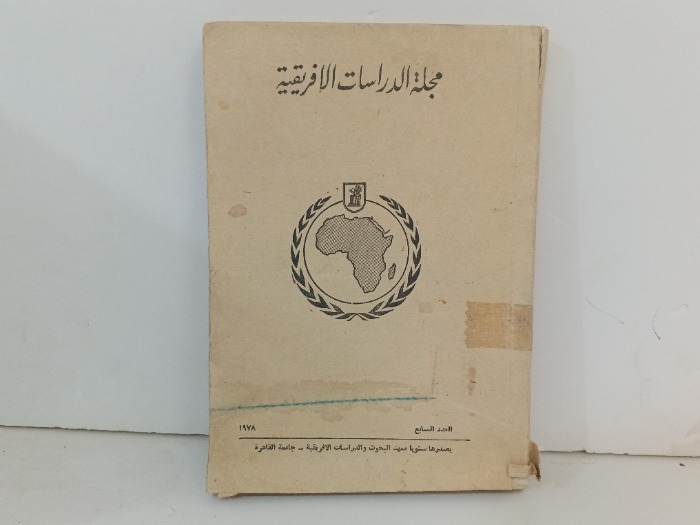 مجلة الدراسات الافريقية
العدد السابع ١٩٧٨
يصدرها سنويا معهد البحوث والدراسات الافريقية – جامعة القاهرة